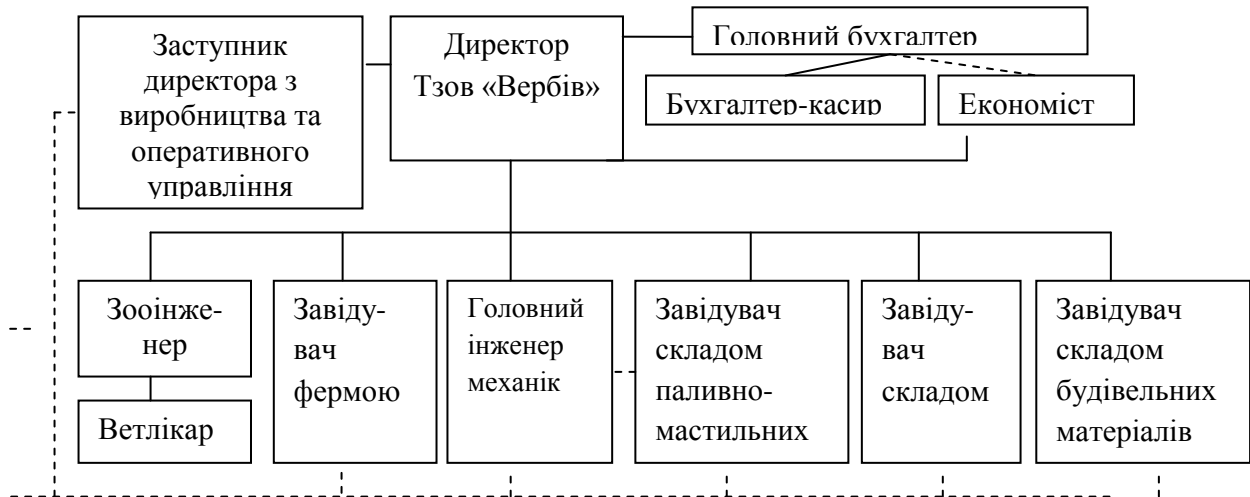 Заступник
директора з
виробництва та
оперативного
управління
Директор
Тзов «Вербів»
Головний бухгалтер
Бухгалтер-касир
Економіст
Зооінже-
нер
Ветлікар
Завіду-
вач
фермою
Головний
інженер
механік
Завідувач
складом
паливно-
мастильних
Завіду-
вач
складом
Завідувач
складом
будівельних
матеріалів